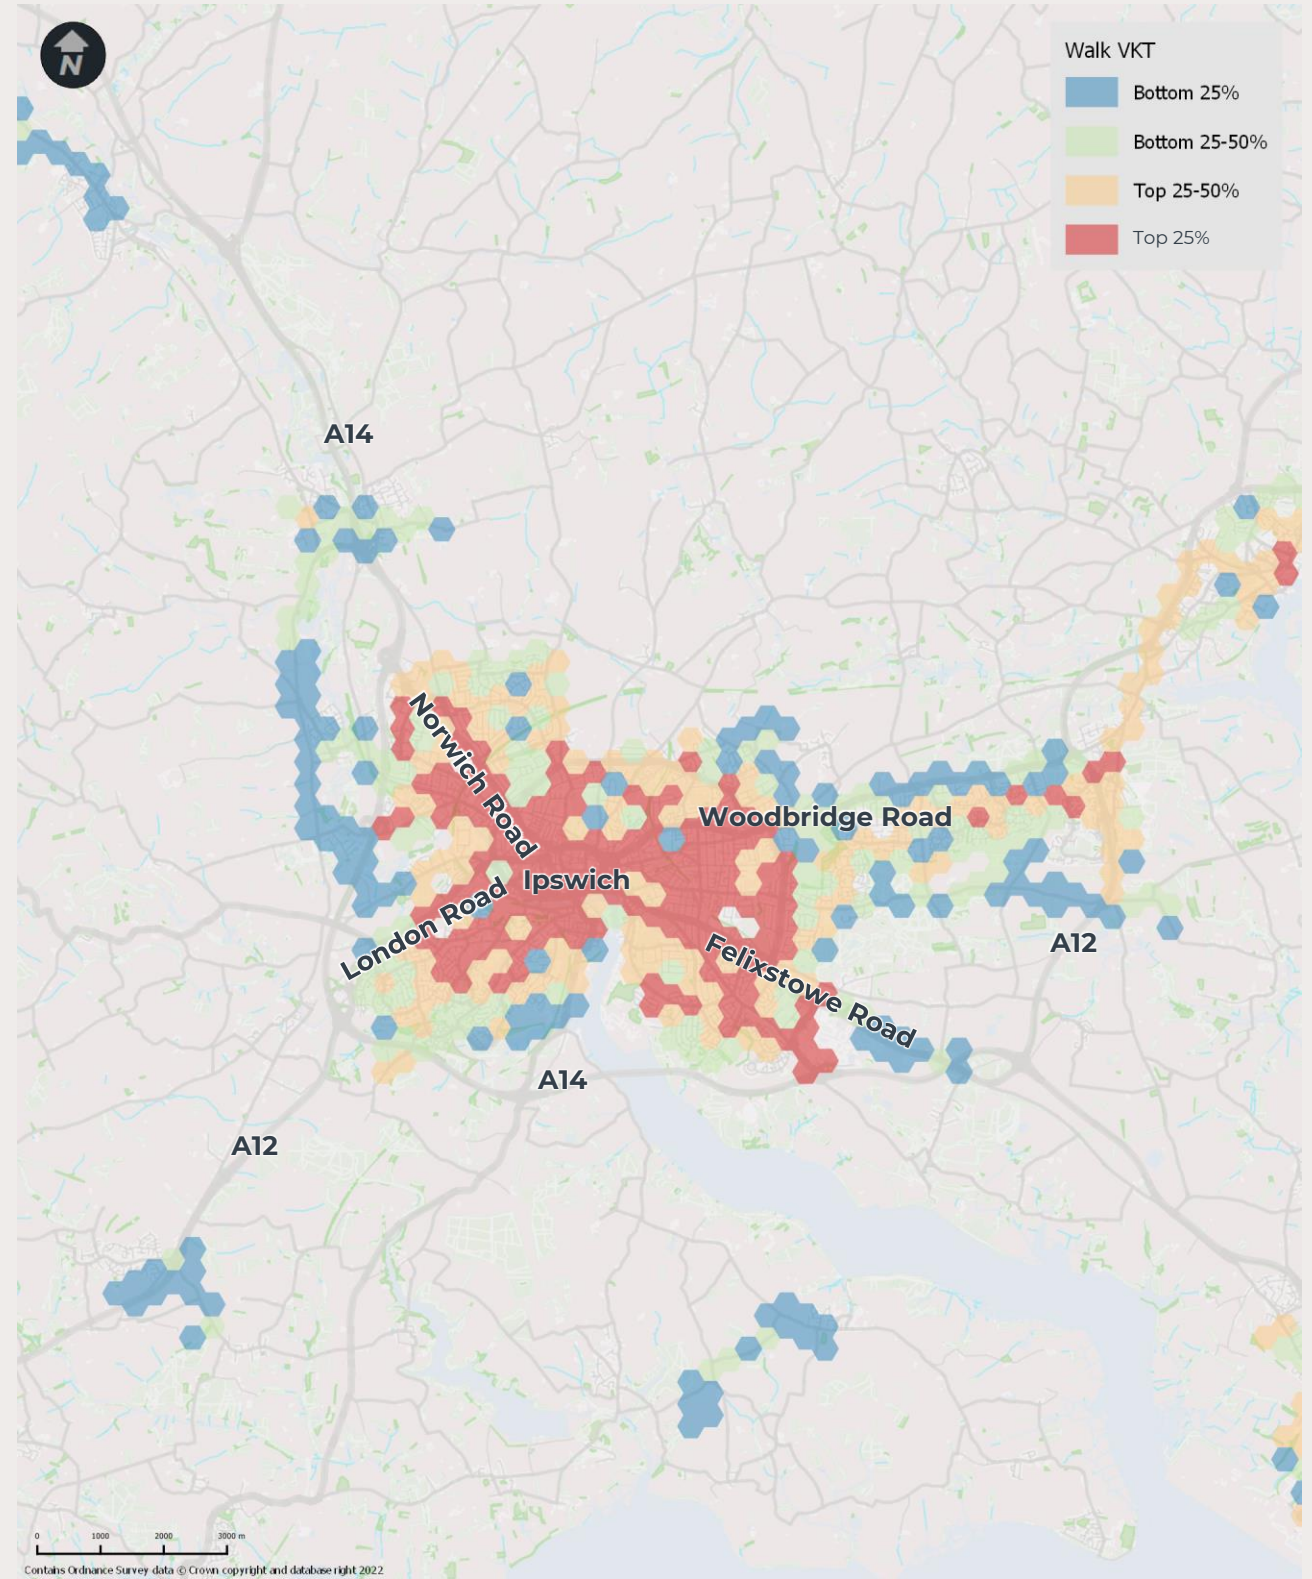 N
Walk VKT
Bottom 25%
Bottom 25-50%
Top 25-50%
Top 25%
A14
Norwich Road
Woodbridge Road
Ipswich
London Road
Felixstowe Road
A12
A14
A12
0 1000 2000 3000 m
Contains Ordnance Survey data © Crown copyright and database right 2022